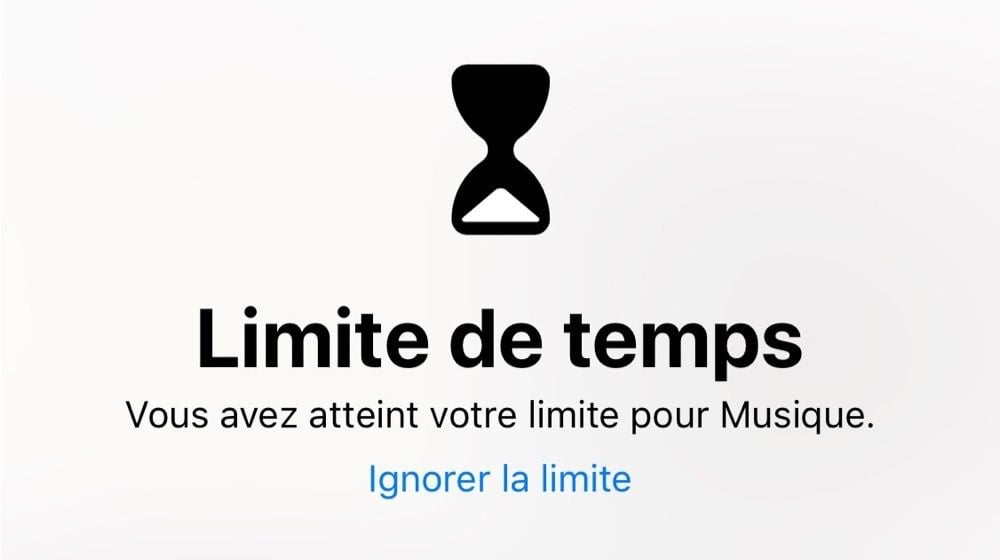 Limite de temps
Vous avez atteint votre limite pour Musique.
Ignorer la limite